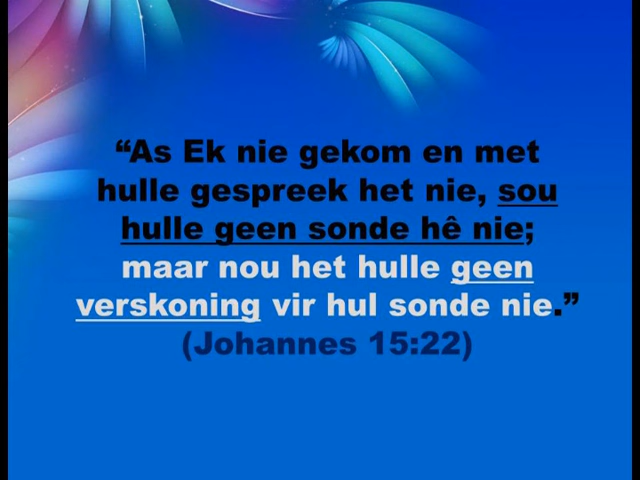 “As Ek nie gekom en met
hulle gespreek het nie, sou
hulle geen sonde hê nie;
maar nou het hulle geen
verskoning vir hul sonde nie.”
(Johannes 15:22)